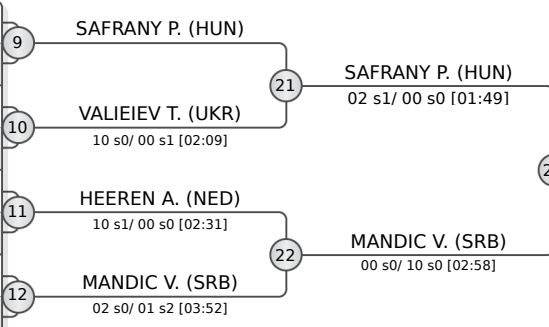 9
SAFRANY P. (HUN)
21
SAFRANY P. (HUN)
02 s1/ 00 s0 [01:49]
10
VALIEIEV T. (UKR)
10 s0/ 00 s1 [02:09]
11
HEEREN A. (NED)
10 s1/ 00 s0 [02:31]
22
MANDIC V. (SRB)
00 s0/ 10 s0 [02:58]
12
MANDIC V. (SRB)
02 s0/ 01 s2 [03:52]